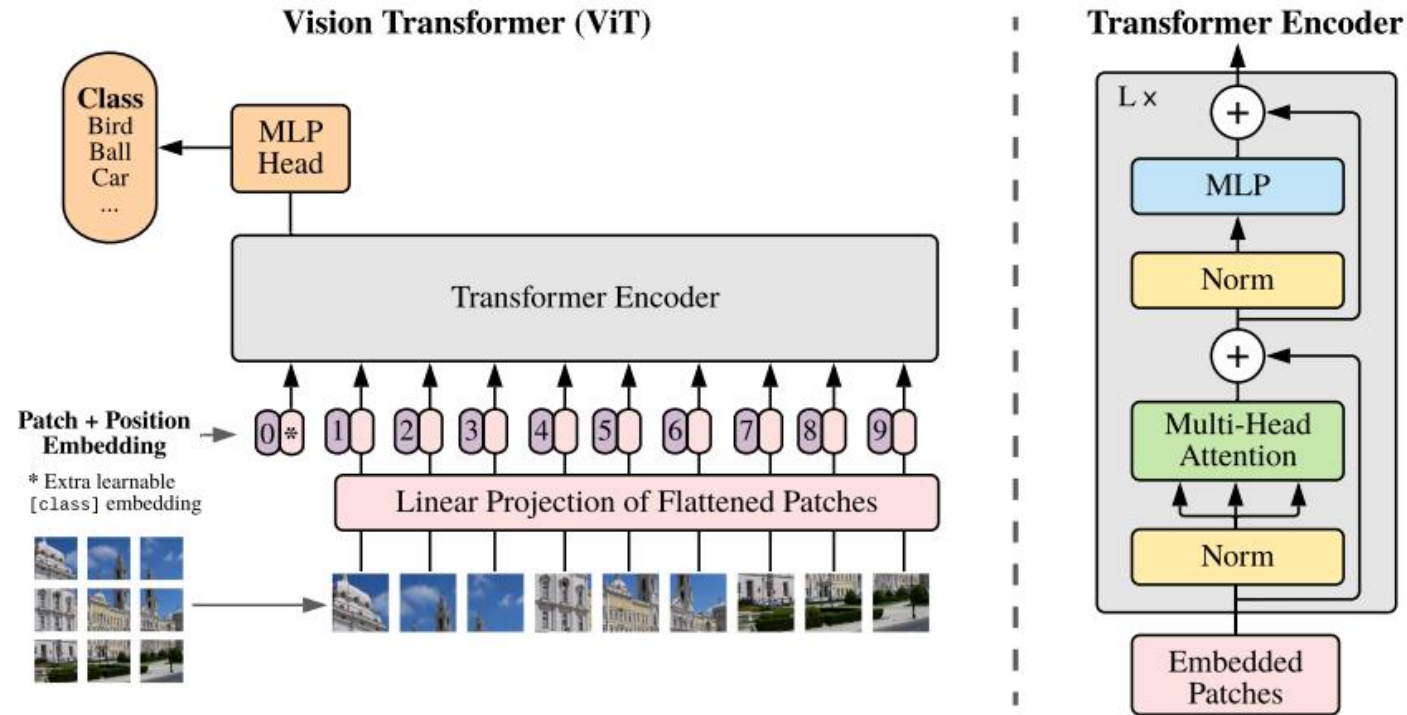 Vision Transformer (ViT)
Class
Bird
Ball
Car
...
MLP
Head
Transformer Encoder
Patch + Position
Embedding
* Extra learnable
[class] embedding
0 * 1 2 3 4 5 6 7 8 9
Linear Projection of Flattened Patches
Transformer Encoder
L ×
+
MLP
Norm
+
Multi-Head
Attention
Norm
Embedded
Patches